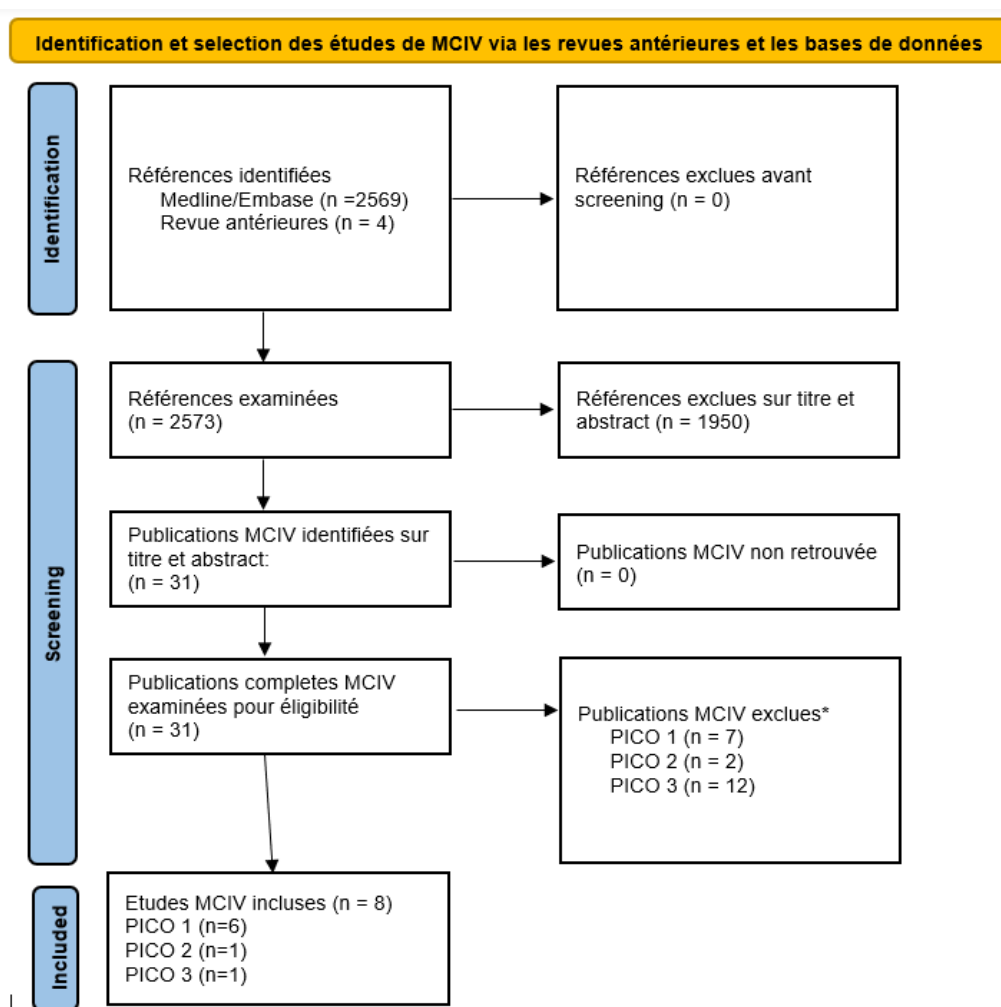 Identification et selection des études de MCIV via les revues antérieures et les bases de données
Identification
Références identifiées
Medline/Embase (n =2569)
Revue antérieures (n = 4)
Références exclues avant
screening (n = 0)
Screening
Références examinées
(n = 2573)
Références exclues sur titre et
abstract (n = 1950)
Publications MCIV identifiées sur
titre et abstract:
(n = 31)
Publications MCIV non retrouvée
(n = 0)
Publications completes MCIV
examinées pour éligibilité
(n = 31)
Publications MCIV exclues*
PICO 1 (n = 7)
PICO 2 (n = 2)
PICO 3 (n = 12)
Included
Etudes MCIV incluses (n = 8)
PICO 1 (n=6)
PICO 2 (n=1)
PICO 3 (n=1)